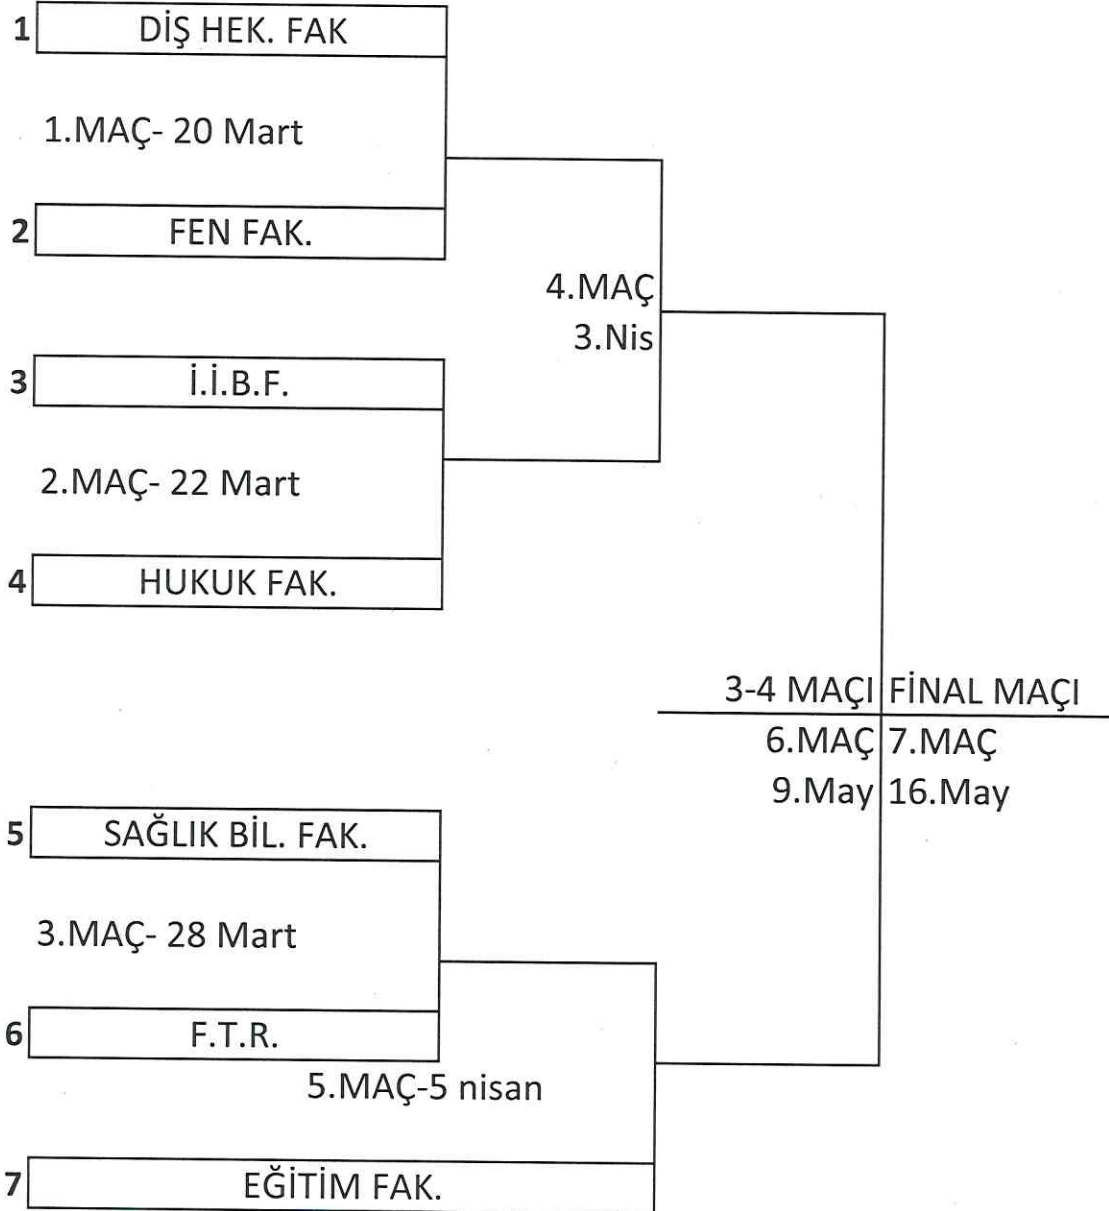 1 DİŞ HEK. FAK
1.MAÇ- 20 Mart
2 FEN FAK.
4.MAÇ
3.Nis
3 İ.İ.B.F.
2.MAÇ- 22 Mart
4 HUKUK FAK.
3-4 MAÇI FİNAL MAÇI
6.MAÇ 7.MAÇ
9.May 16.May
5 SAĞLIK BİL. FAK.
3.MAÇ- 28 Mart
6 F.T.R.
5.MAÇ-5 nisan
7 EĞİTİM FAK.